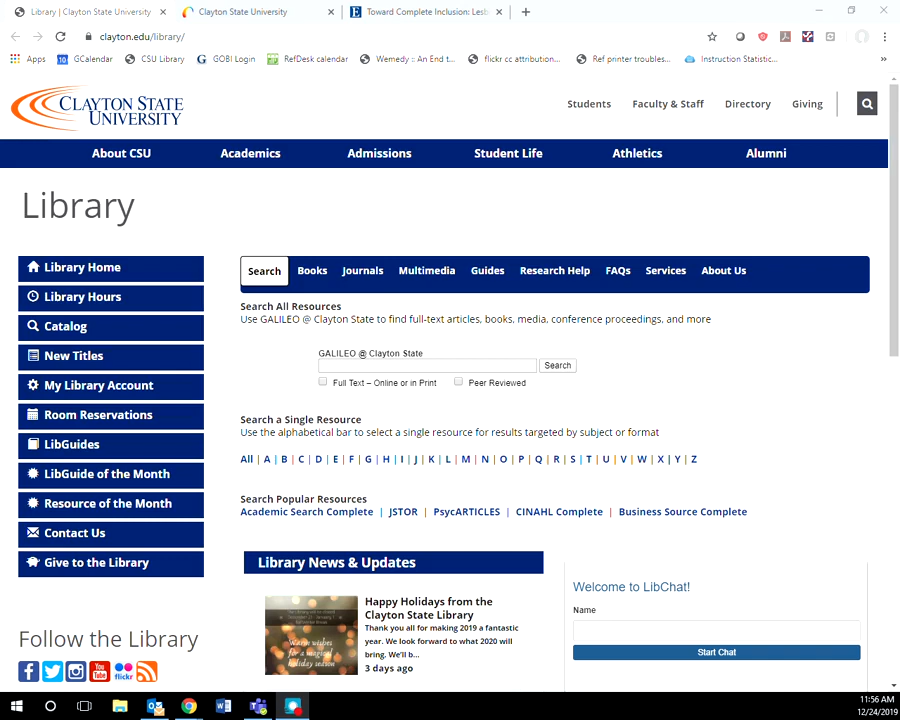 Library | Clayton State University
Clayton State University
Toward Complete Inclusion: Lesb
clayton.edu/library/
Apps
GCalendar
CSU Library
GOBI Login
RefDesk calendar
Wemedy :: An End t...
flickr cc attribution...
Ref printer troubles...
Instruction Statistic...
CLAYTON STATE
UNIVERSITY
Students
Faculty & Staff
Directory
Giving
About CSU
Academics
Admissions
Student Life
Athletics
Alumni
Library
Library Home
Library Hours
Catalog
New Titles
My Library Account
Room Reservations
LibGuides
LibGuide of the Month
Resource of the Month
Contact Us
Give to the Library
Follow the Library
You
Tube
flickr
Search
Books
Journals
Multimedia
Guides
Research Help
FAQs
Services
About Us
Search All Resources
Use GALILEO @ Clayton State to find full-text articles, books, media, conference proceedings, and more
GALILEO @ Clayton State
Search
Full Text – Online or in Print
Peer Reviewed
Search a Single Resource
Use the alphabetical bar to select a single resource for results targeted by subject or format
All | A | B | C | D | E | F | G | H | I | J | K | L | M | N | O | P | Q | R | S | T | U | V | W | X | Y | Z
Search Popular Resources
Academic Search Complete | JSTOR | PsycARTICLES | CINAHL Complete | Business Source Complete
Library News & Updates
Warm wishes
for a magical
holiday season
Happy Holidays from the
Clayton State Library
Thank you all for making 2019 a fantastic
year. We look forward to what 2020 will
bring. We'll b...
3 days ago
Welcome to LibChat!
Name
Start Chat
11:56 AM
12/24/2019